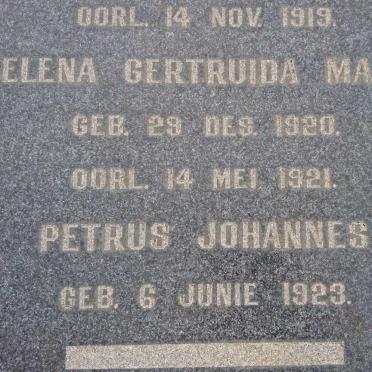 OORL. 14 NOV. 1919.
ELENA GERTRUIDA MA
GEB. 29 DES. 1920.
OORL. 14 MEI 1921.
PETRUS JOHANNES
GEB. 6 JUNIE 1923.